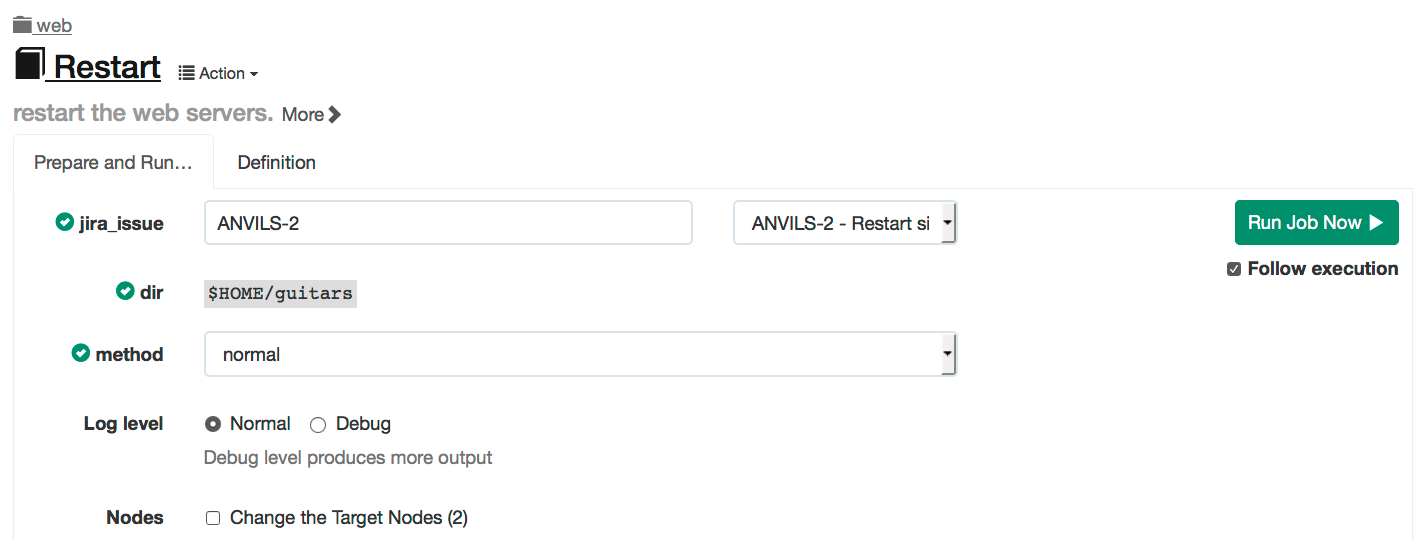 web
Restart Action
restart the web servers. More
Prepare and Run... Definition
jira_issue ANVILS-2 ANVILS-2 - Restart si Run Job Now
Follow execution
dir $HOME/guitars
method normal
Log level Normal Debug
Debug level produces more output
Nodes Change the Target Nodes (2)